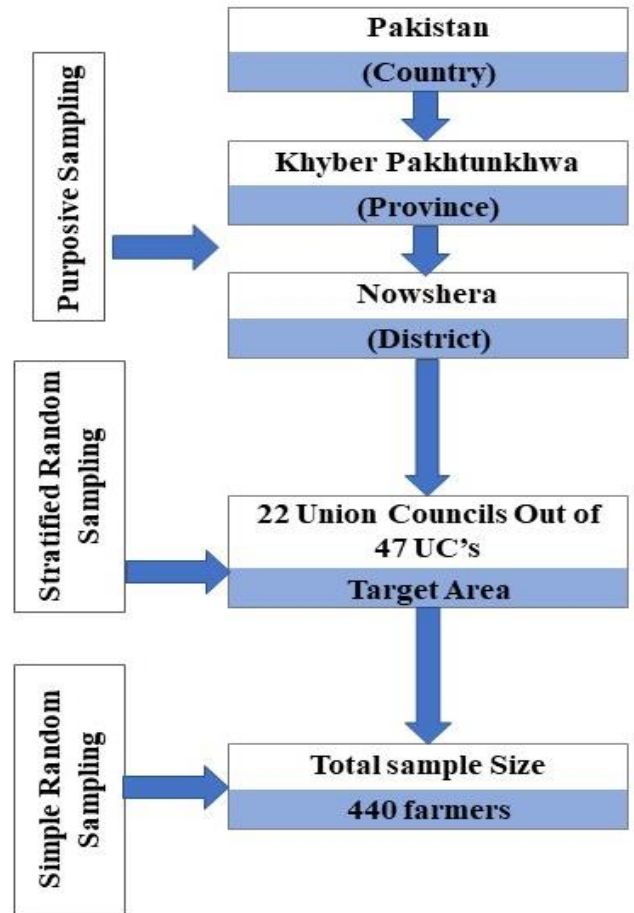 Pakistan
(Country)
Purposive Sampling
Khyber Pakhtunkhwa
(Province)
Nowshera
(District)
Stratified Random
Sampling
22 Union Councils Out of
47 UC’s
Target Area
Simple Random
Sampling
Total sample Size
440 farmers